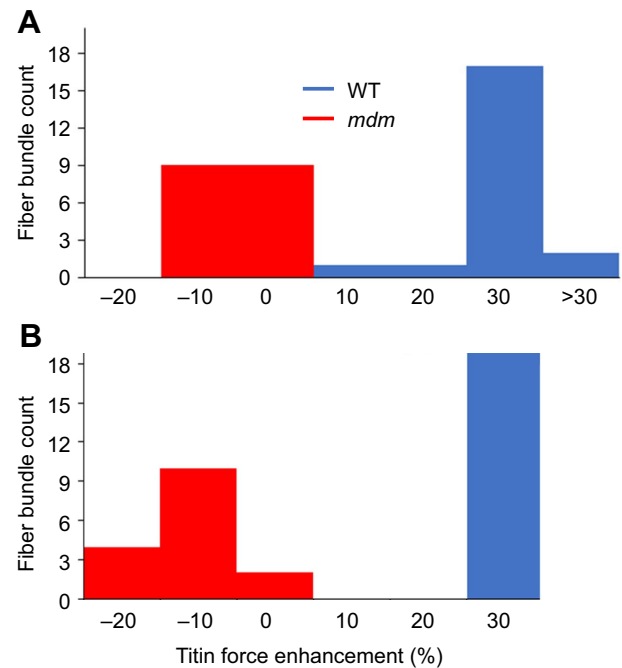 A
Fiber bundle count
18
15
12
9
6
3
0
WT
mdm
–20 –10 0 10 20 30 >30
B
Fiber bundle count
18
15
12
9
6
3
0
–20 –10 0 10 20 30
Titin force enhancement (%)